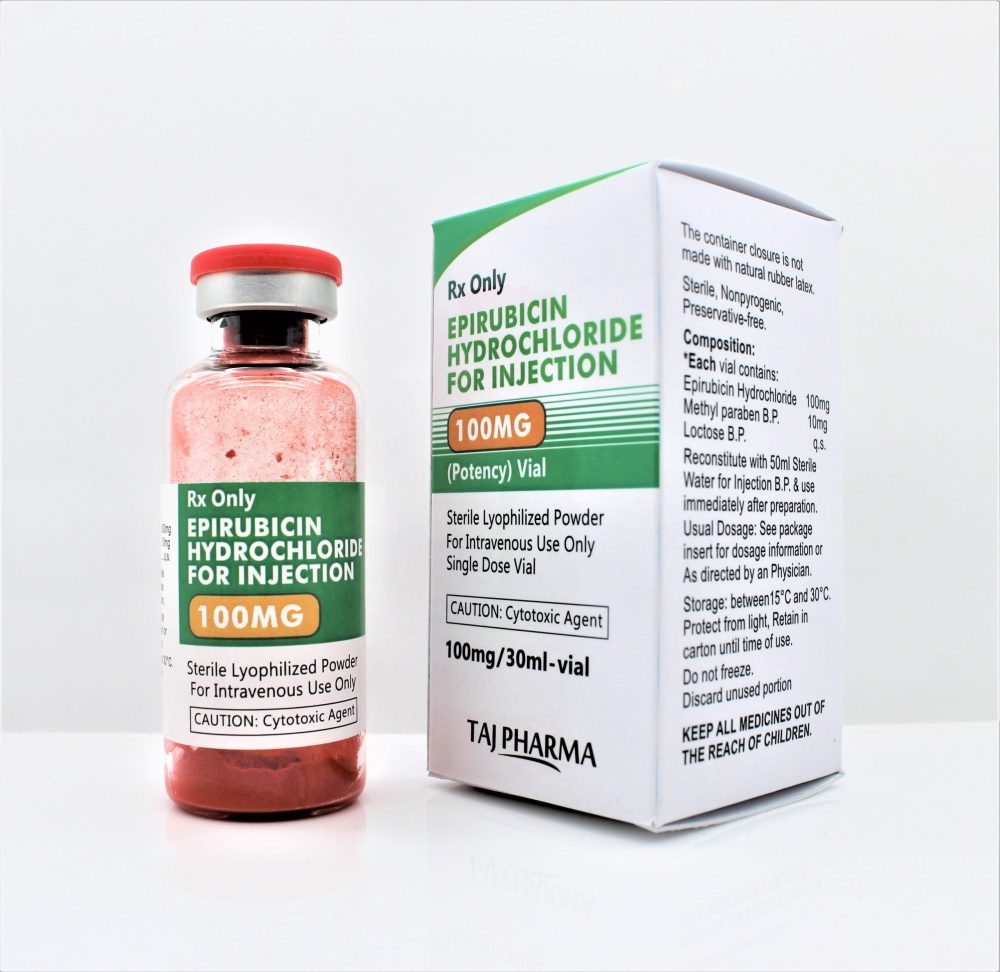 Rx Only
EPIRUBICIN
HYDROCHLORIDE
FOR INJECTION
100MG
Sterile Lyophilized Powder
For Intravenous Use Only
CAUTION: Cytotoxic Agent
Rx Only
EPIRUBICIN
HYDROCHLORIDE
FOR INJECTION
100MG
(Potency) Vial
Sterile Lyophilized Powder
For Intravenous Use Only
Single Dose Vial
CAUTION: Cytotoxic Agent
100mg/30ml-vial
TAJ PHARMA
The container closure is not
made with natural rubber latex.
Sterile, Nonpyrogenic,
Preservative-free.
Composition:
*Each vial contains:
Epirubicin Hydrochloride 100mg
Methyl paraben B.P. 10mg
Loctose B.P. q.s.
Reconstitute with 50ml Sterile
Water for Injection B.P. & use
immediately after preparation.
Usual Dosage: See package
insert for dosage information or
As directed by an Physician.
Storage: between15°C and 30°C.
Protect from light, Retain in
carton until time of use.
Do not freeze.
Discard unused portion
KEEP ALL MEDICINES OUT OF
THE REACH OF CHILDREN.